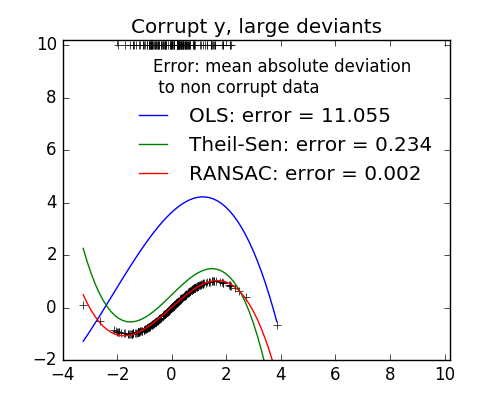 Corrupt y, large deviants
Error: mean absolute deviation
to non corrupt data
OLS: error = 11.055
Theil-Sen: error = 0.234
RANSAC: error = 0.002
10
8
6
4
2
0
−2
−4 −2 0 2 4 6 8 10